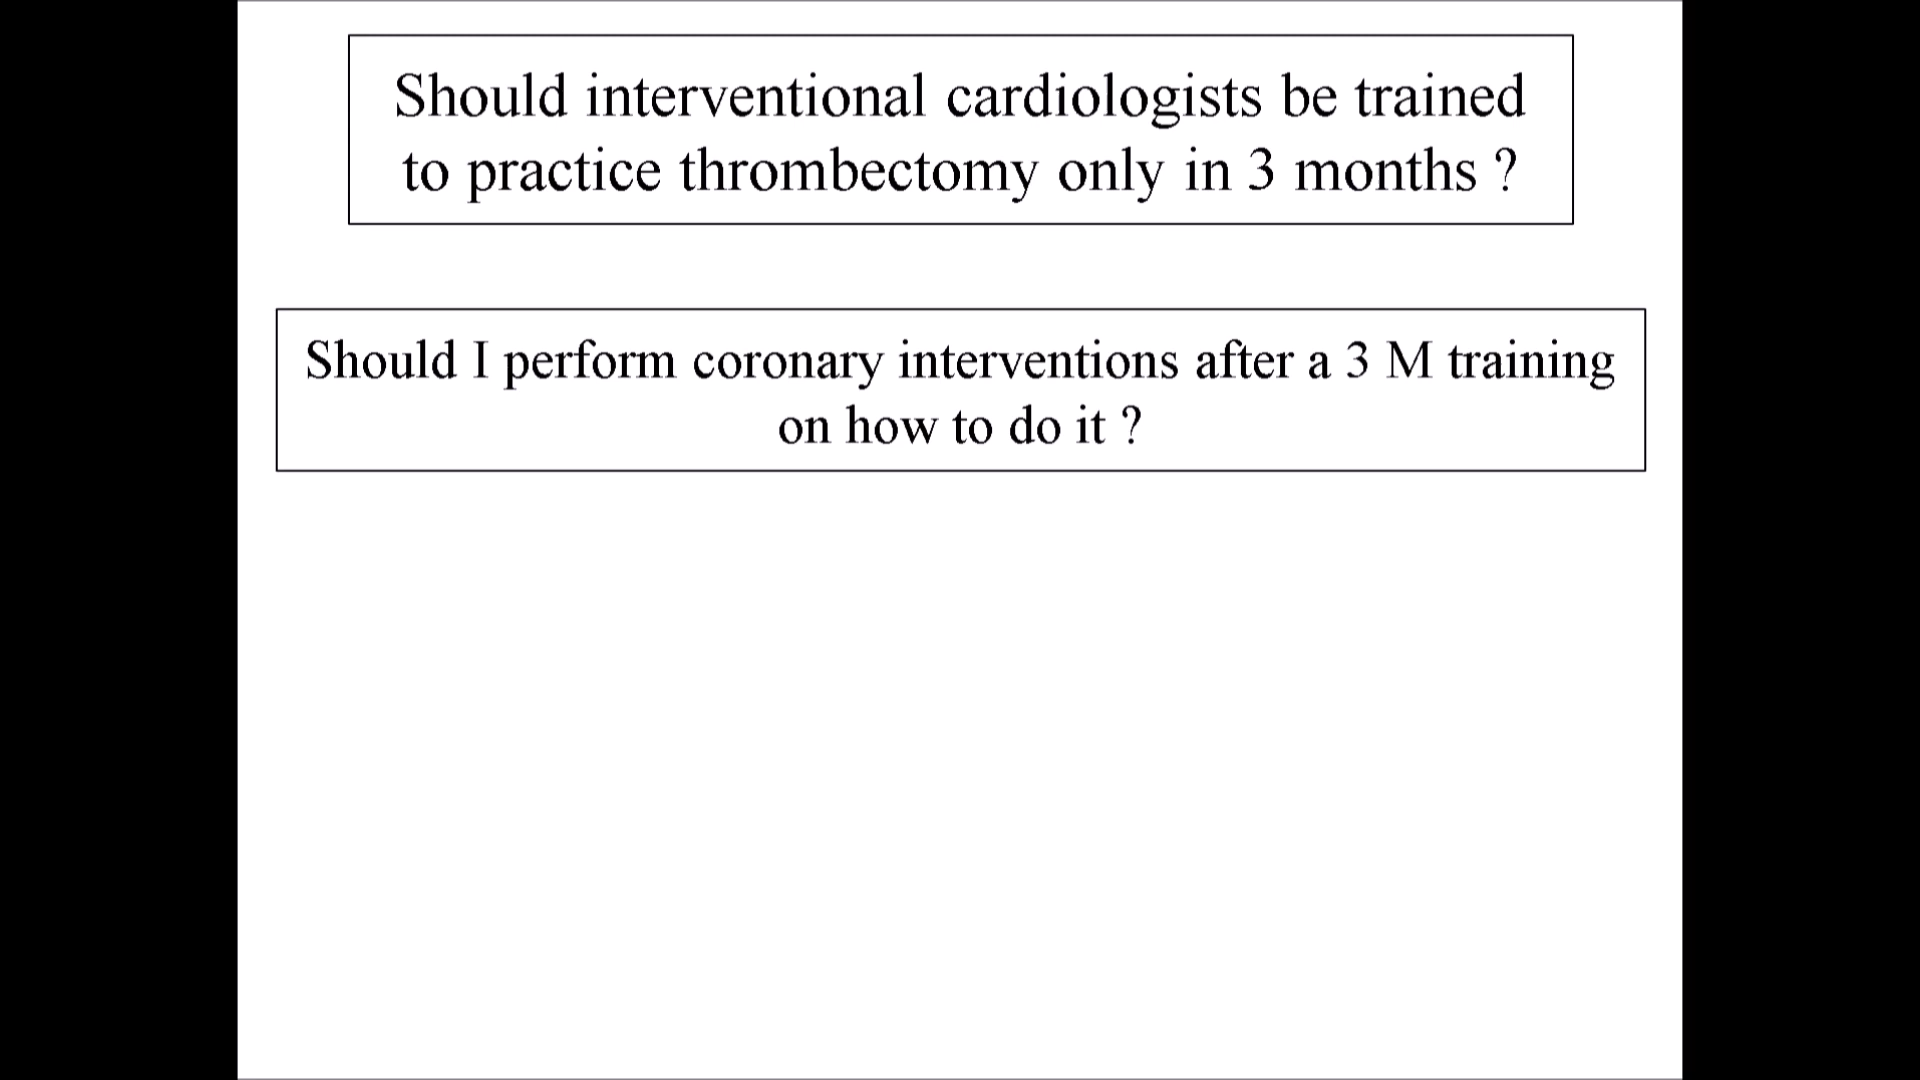 Should interventional cardiologists be trained
to practice thrombectomy only in 3 months ?
Should I perform coronary interventions after a 3 M training
on how to do it ?